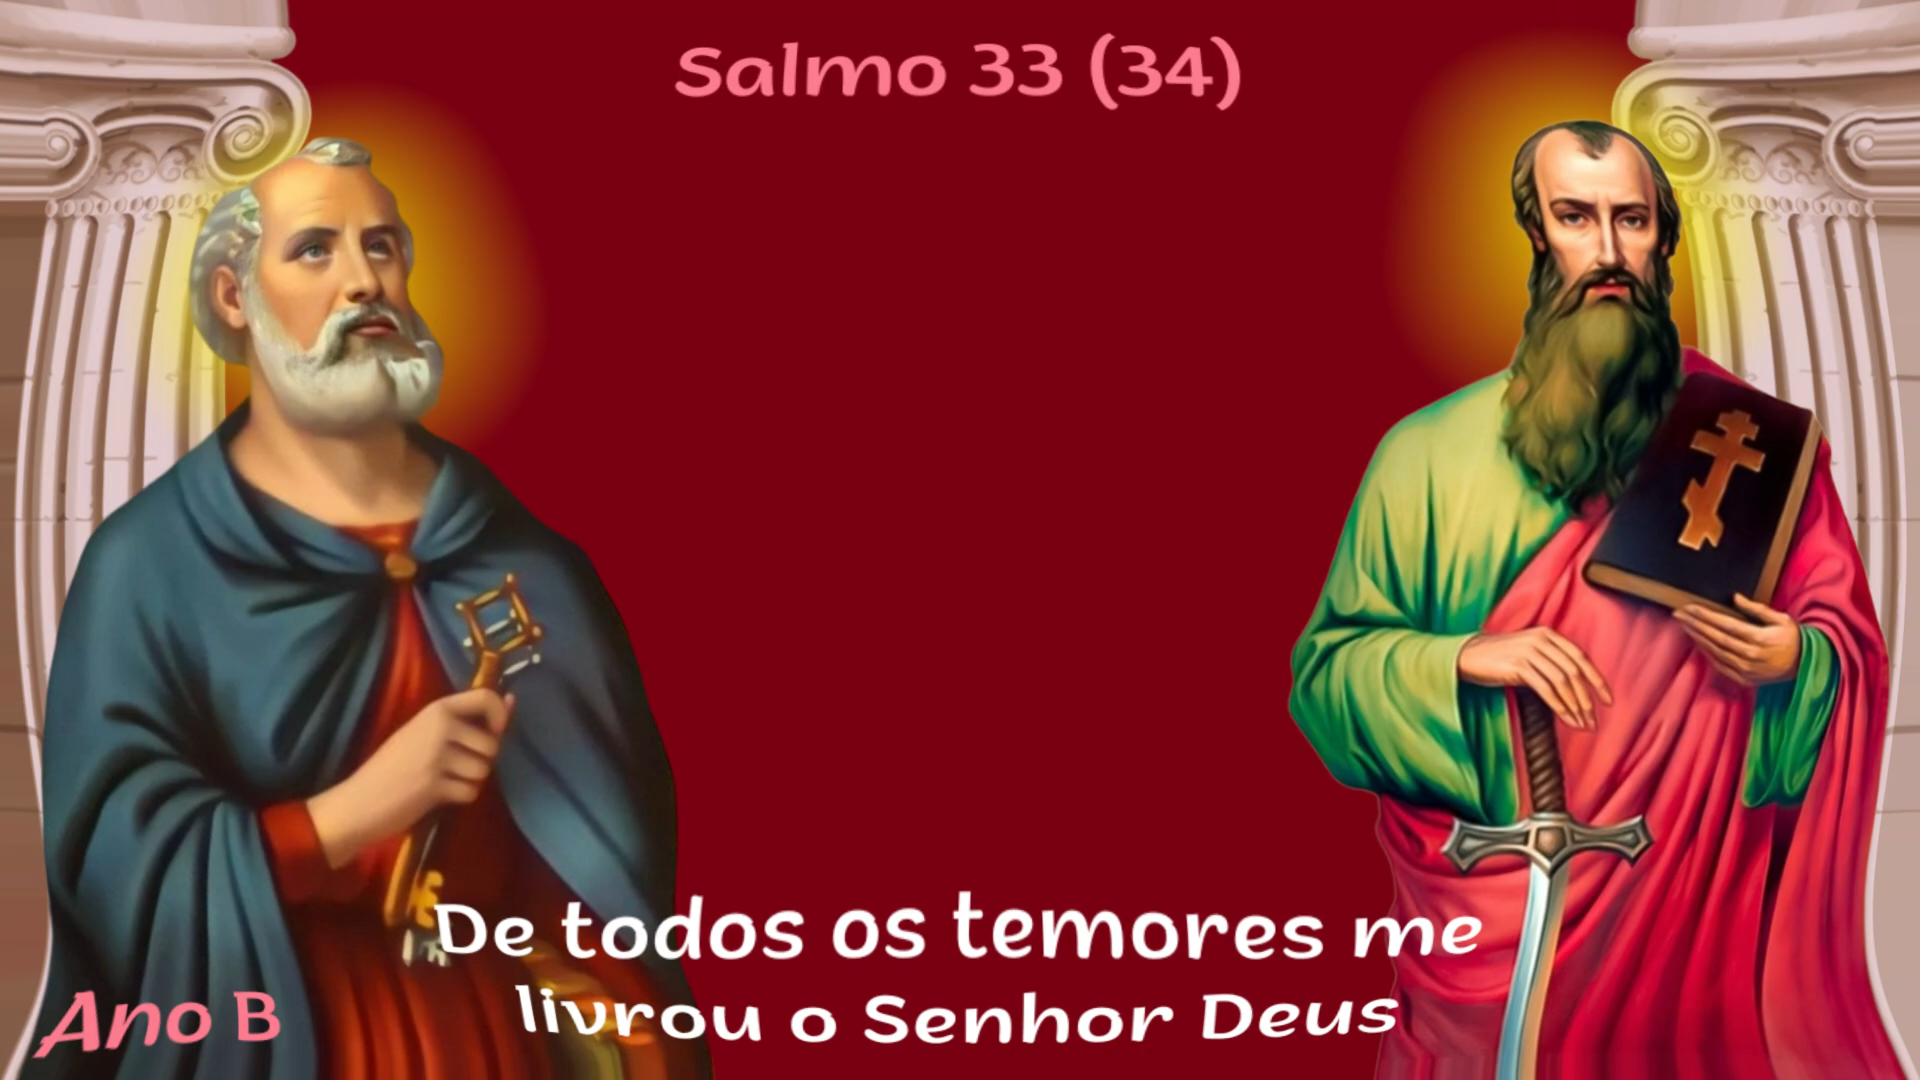 Salmo 33 (34)
De todos os temores me
livrou o Senhor Deus
Ano B